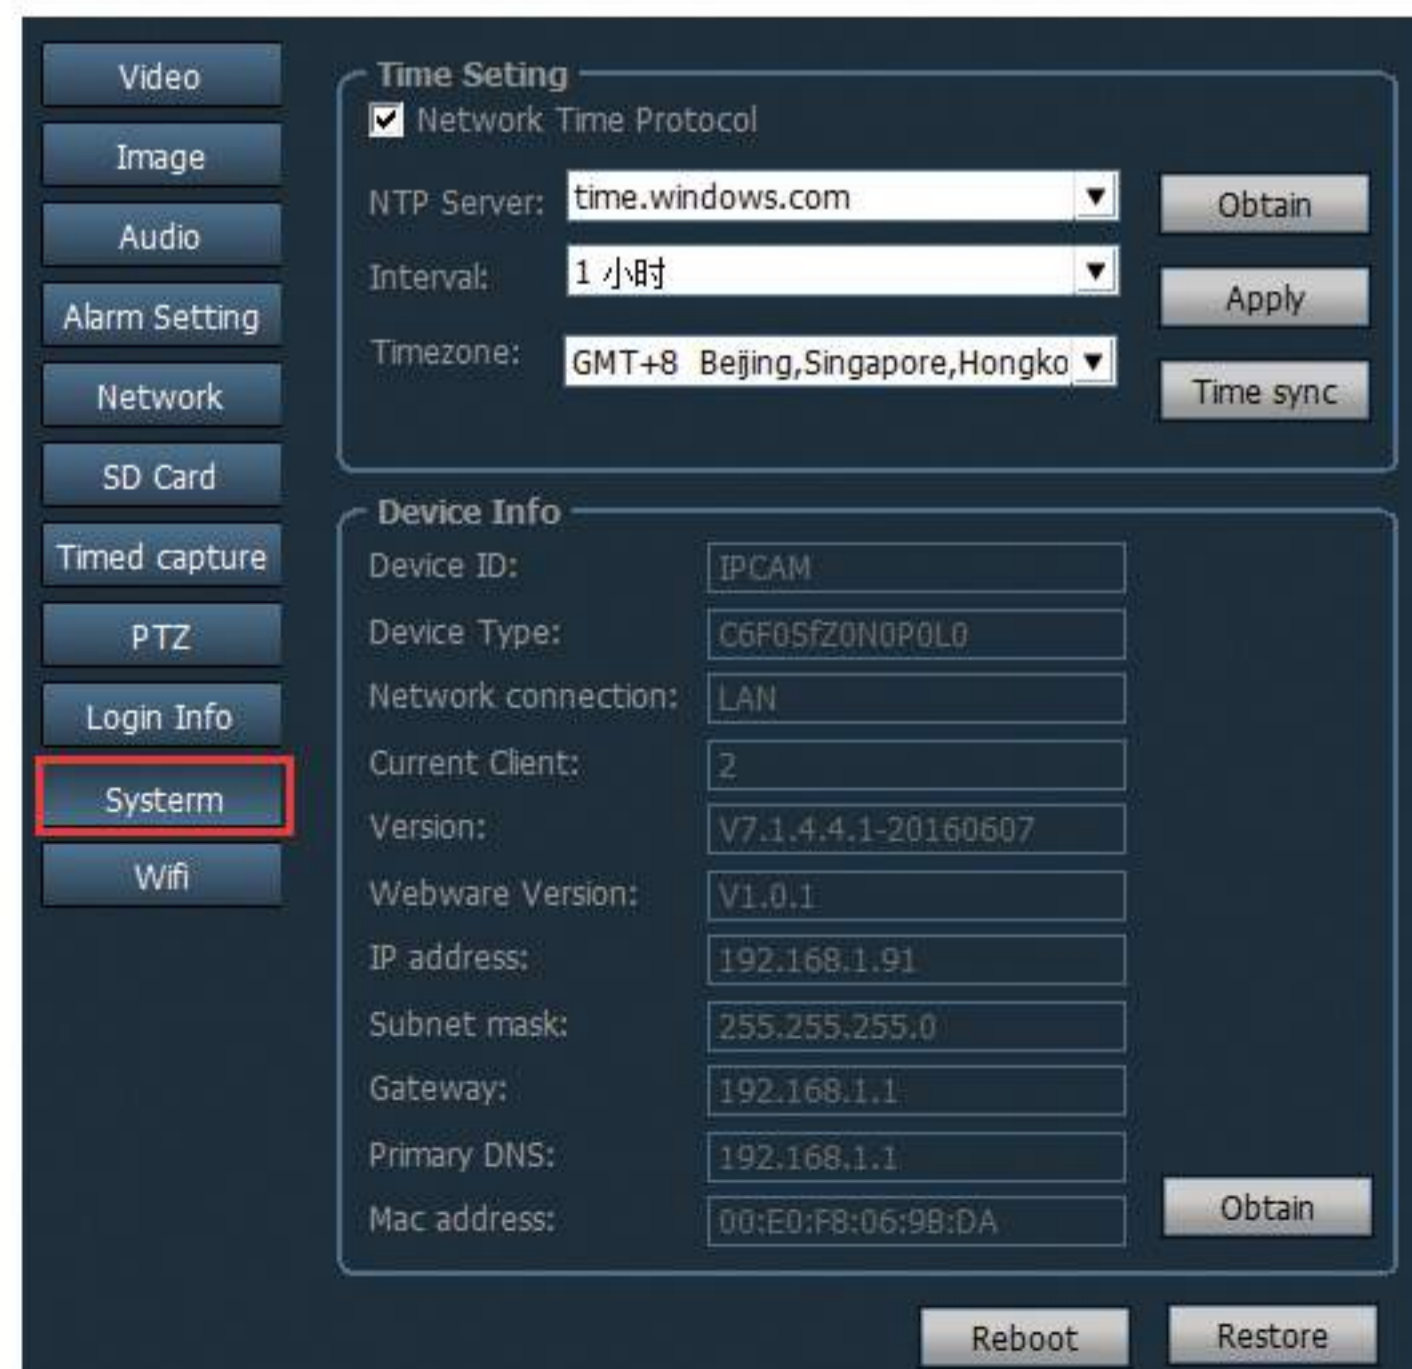 Video
Image
Audio
Alarm Setting
Network
SD Card
Timed capture
PTZ
Login Info
Systerm
Wifi
Time Seting
Network Time Protocol
NTP Server: time.windows.com Obtain
Interval: 1 小时 Apply
Timezone: GMT+8 Beijing,Singapore,Hongko Time sync
Device Info
Device ID: IPCAM
Device Type: C6F0SfZ0N0P0L0
Network connection: LAN
Current Client: 2
Version: V7.1.4.4.1-20160607
Webware Version: V1.0.1
IP address: 192.168.1.91
Subnet mask: 255.255.255.0
Gateway: 192.168.1.1
Primary DNS: 192.168.1.1
Mac address: 00:E0:F8:06:9B:DA Obtain
Reboot Restore